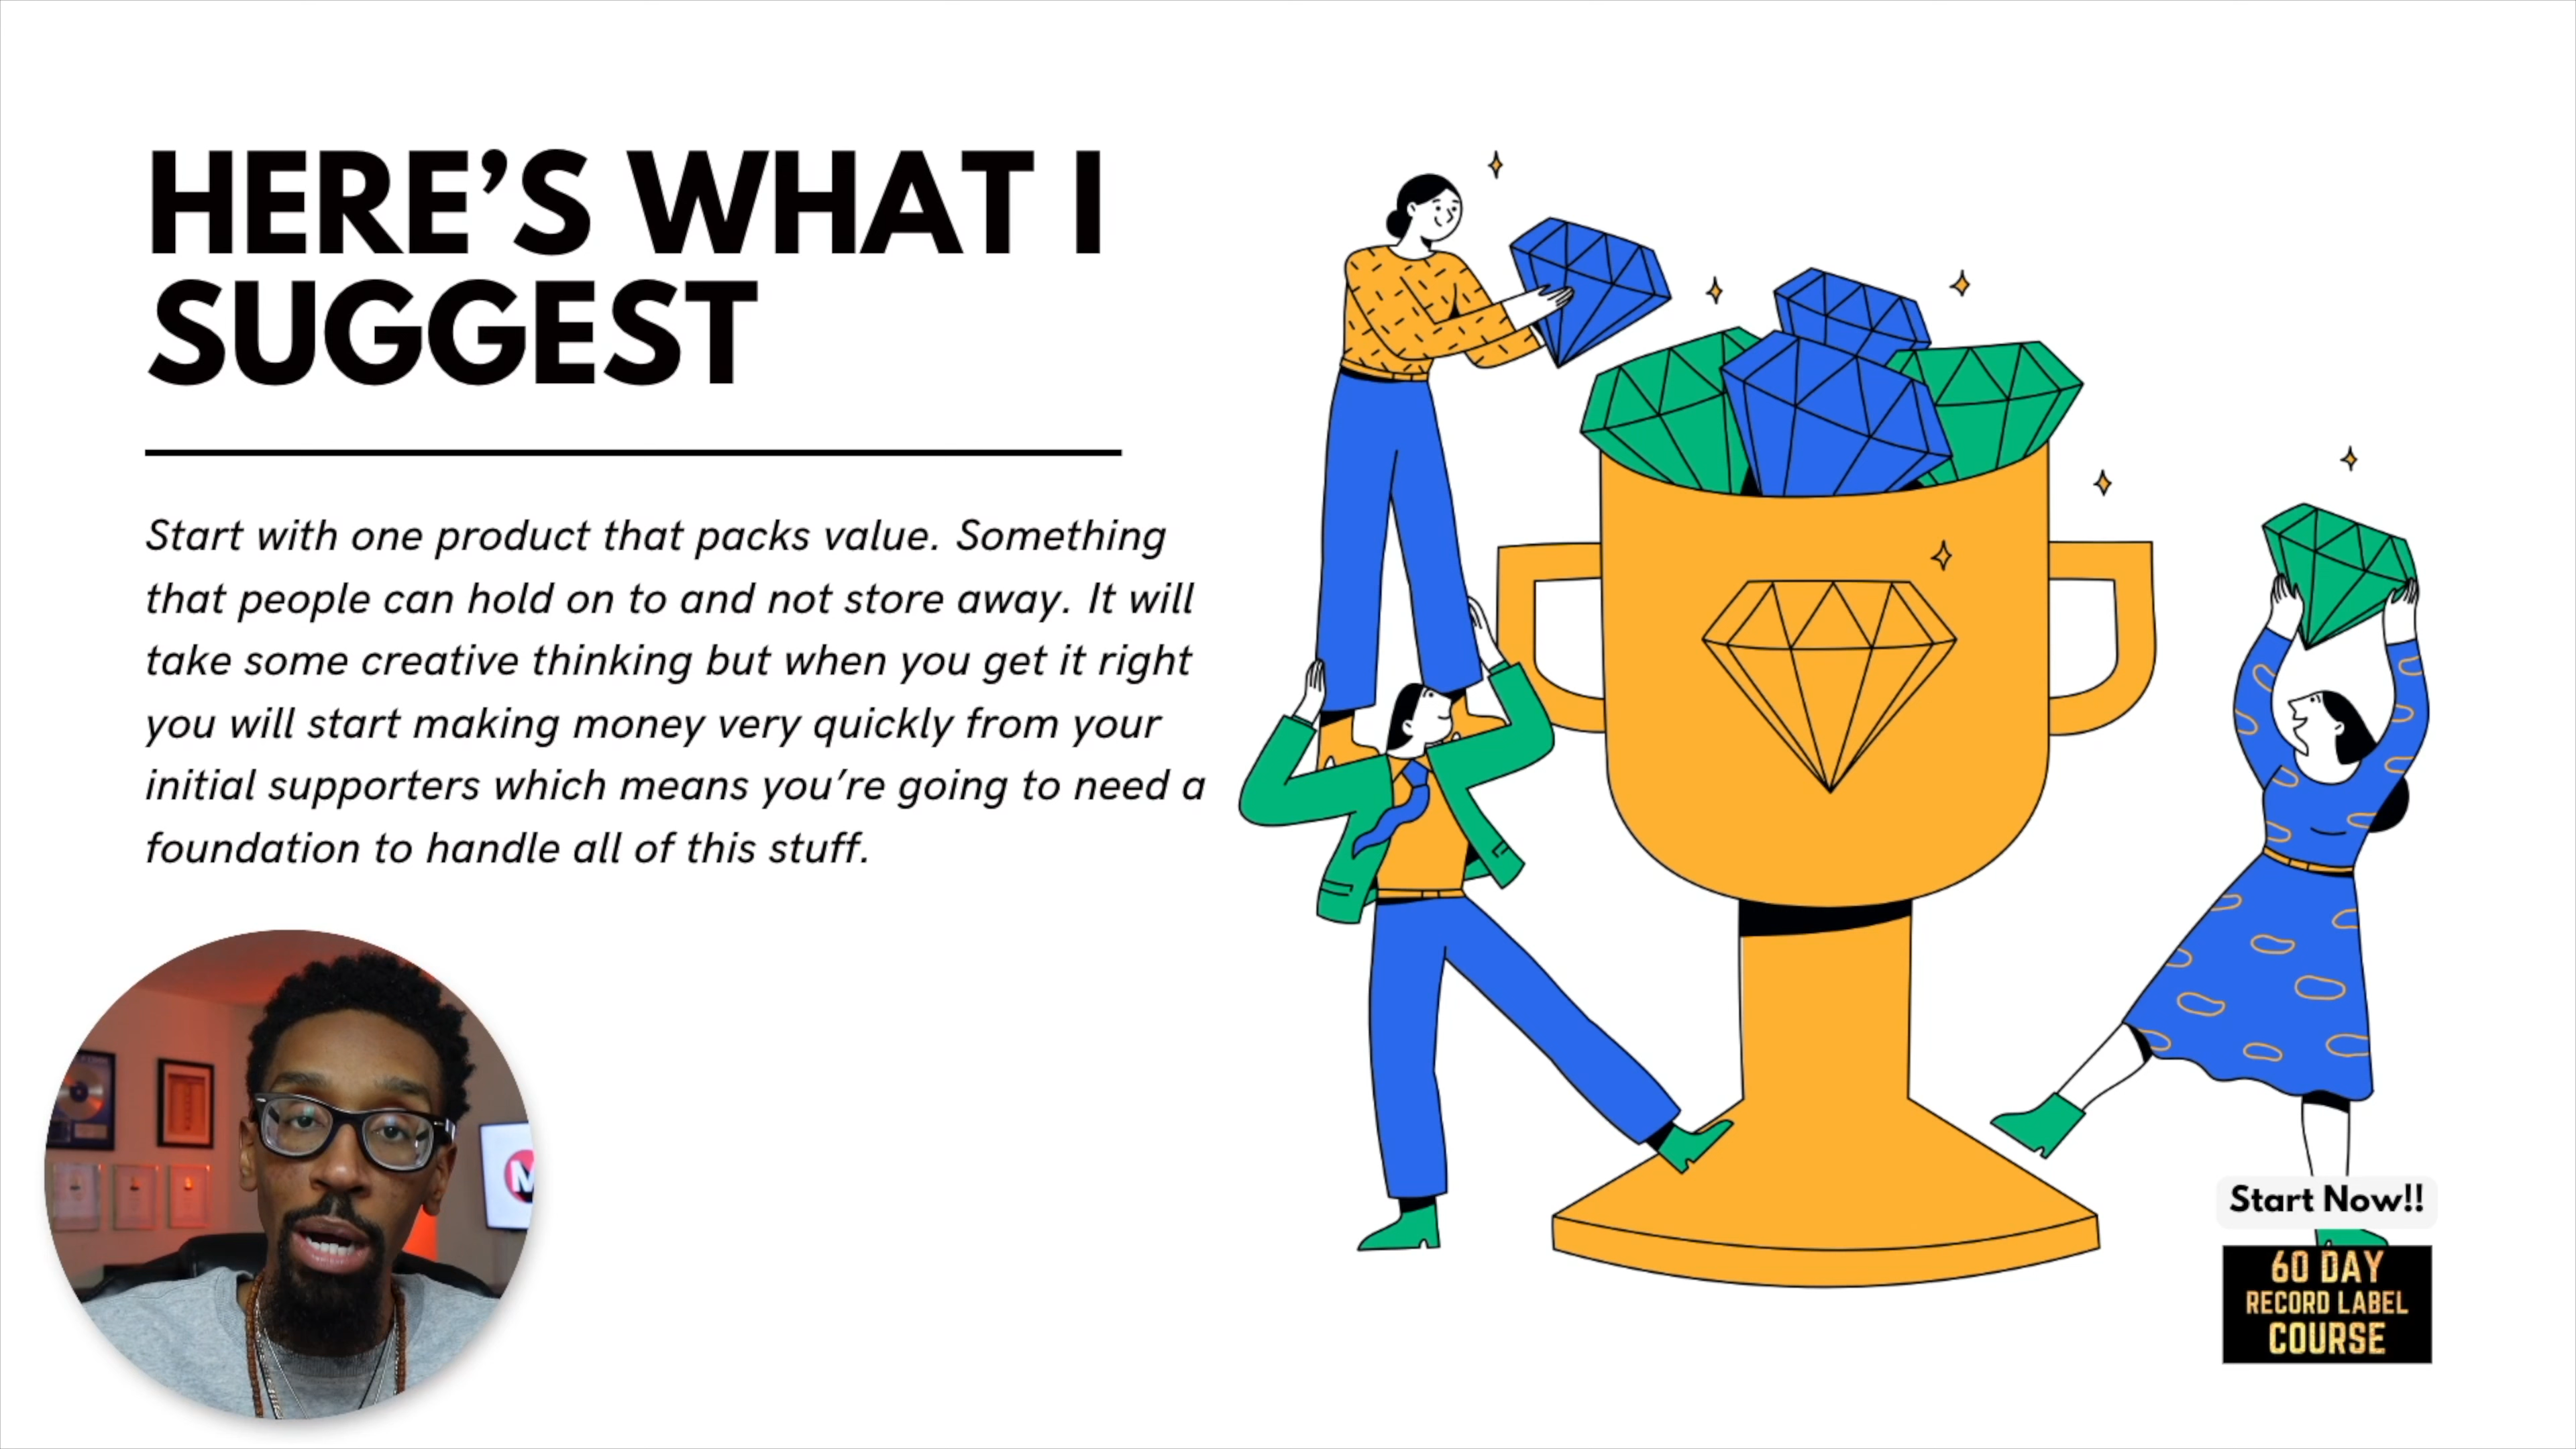 HERE’S WHAT I
SUGGEST
Start with one product that packs value. Something
that people can hold on to and not store away. It will
take some creative thinking but when you get it right
you will start making money very quickly from your
initial supporters which means you’re going to need a
foundation to handle all of this stuff.
Start Now!!
60 DAY
RECORD LABEL
COURSE